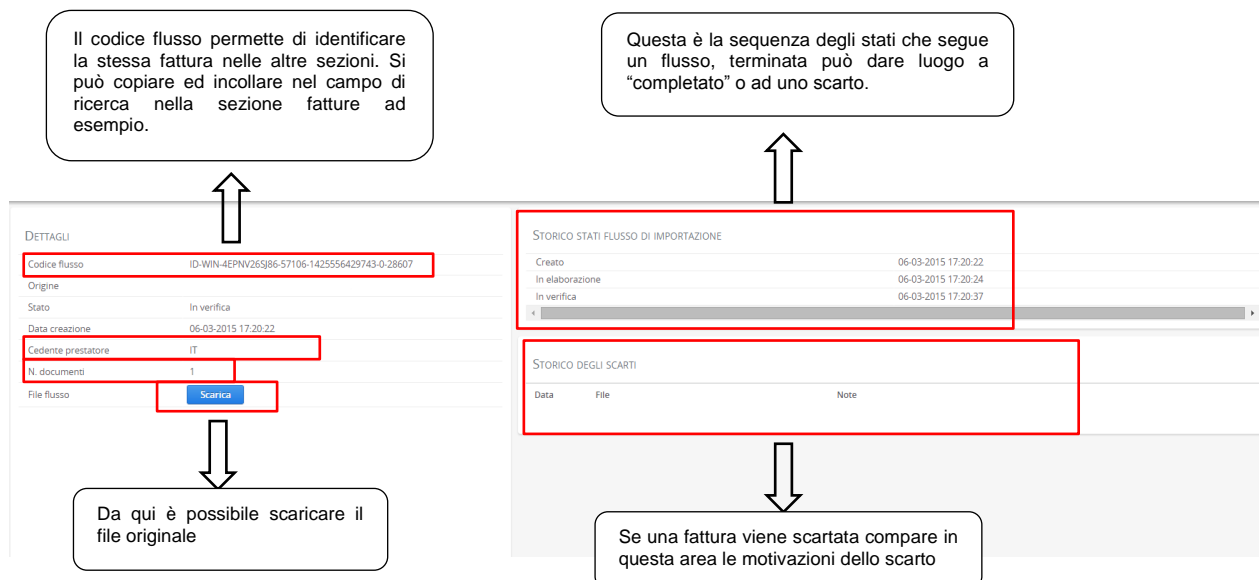 Il codice flusso permette di identificare
la stessa fattura nelle altre sezioni. Si
può copiare ed incollare nel campo di
ricerca nella sezione fatture ad
esempio.
Questa è la sequenza degli stati che segue
un flusso, terminata può dare luogo a
“completato” o ad uno scarto.
DETTAGLI
Codice flusso ID-WIN-4EPNV26SJ86-57106-1425556429743-0-28607
Origine
Stato In verifica
Data creazione 06-03-2015 17:20:22
Cedente prestatore IT
N. documenti 1
File flusso Scarica
STORICO STATI FLUSSO DI IMPORTAZIONE
Creato 06-03-2015 17:20:22
In elaborazione 06-03-2015 17:20:24
In verifica 06-03-2015 17:20:37
STORICO DEGLI SCARTI
Data File Note
Da qui è possibile scaricare il
file originale
Se una fattura viene scartata compare in
questa area le motivazioni dello scarto